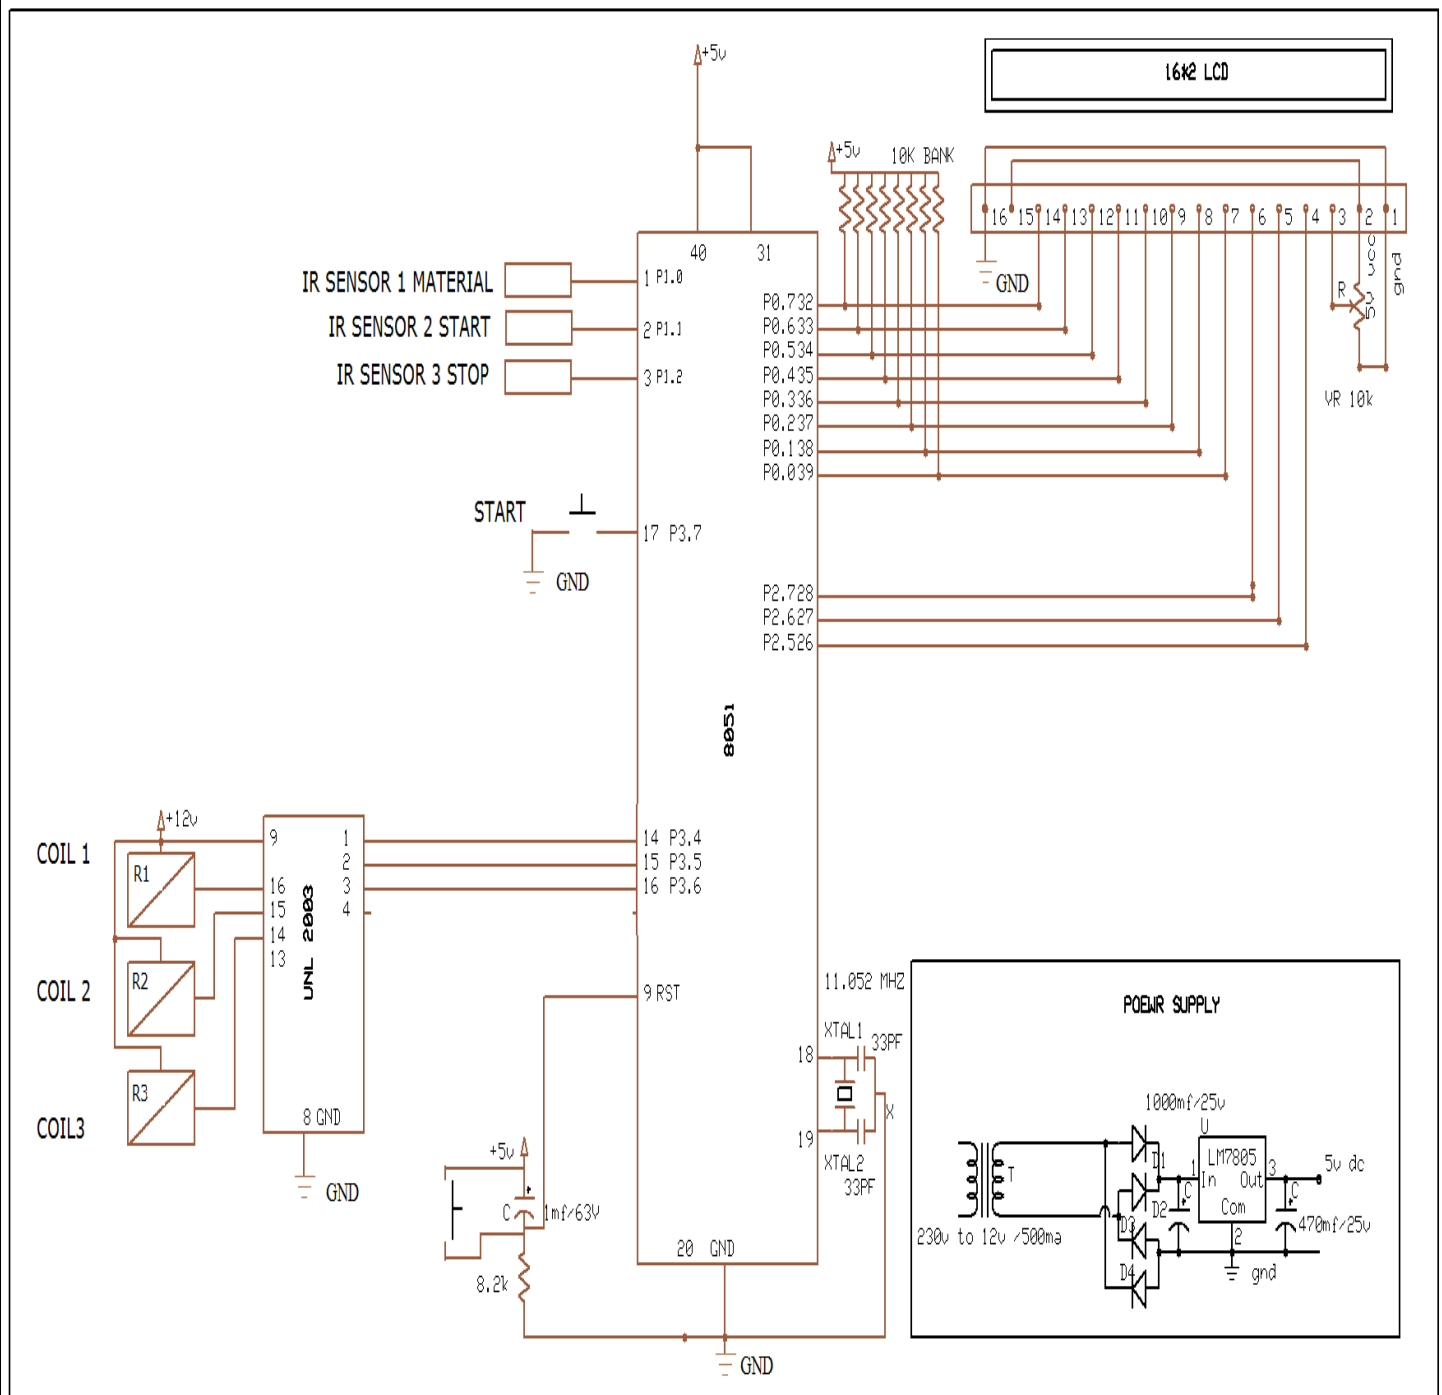 +5v
16*2 LCD
+5v 10K BANK
16 15 14 13 12 11 10 9 8 7 6 5 4 3 2 1
40 31
GND
R
5v vcc
gnd
VR 10k
IR SENSOR 1 MATERIAL
1 P1.0
IR SENSOR 2 START
2 P1.1
IR SENSOR 3 STOP
3 P1.2
P0.732
P0.633
P0.534
P0.435
P0.336
P0.237
P0.138
P0.039
START
17 P3.7
GND
P2.728
P2.627
P2.526
8051
+12v
COIL 1
R1
9 1
2
16 3
15 4
14
13
UNL 2003
14 P3.4
15 P3.5
16 P3.6
COIL 2
R2
COIL3
R3
8 GND
GND
9 RST
11.052 MHZ
XTAL1
33PF
18
X
19
XTAL2
33PF
+5v
C 1mf/63V
8.2k
20 GND
GND
POEWR SUPPLY
1000mf/25v
U
LM7805
1 In Out 3
Com
2
5v dc
T
D1
D2
D3
D4
C
C
470mf/25v
230v to 12v /500ma
gnd